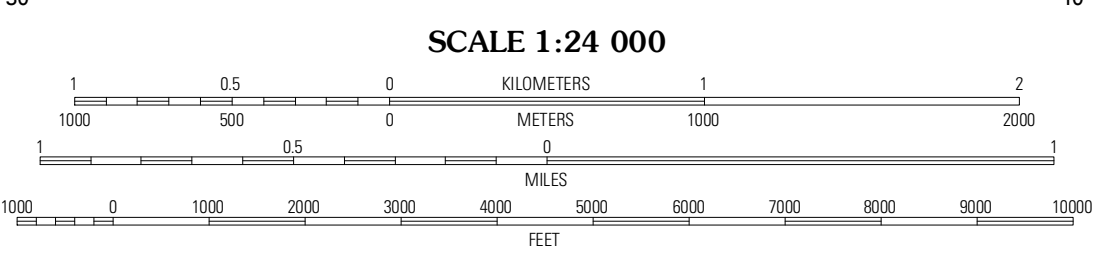 SCALE 1:24 000
1 0.5 0 KILOMETERS 1 2
1000 500 0 METERS 1000 2000
1 0.5 0 1
MILES
1000 0 1000 2000 3000 4000 5000 6000 7000 8000 9000 10000
FEET